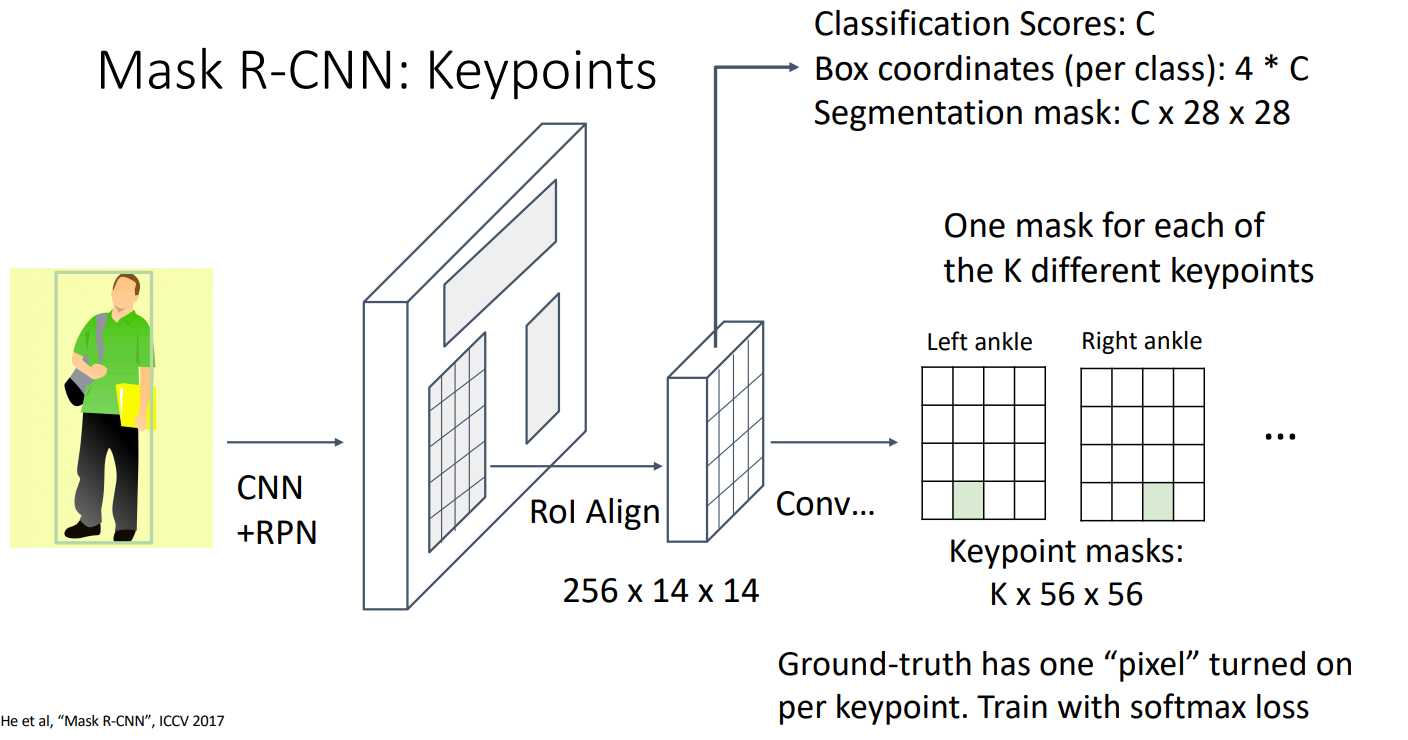 Mask R-CNN: Keypoints
Classification Scores: C
Box coordinates (per class): 4 * C
Segmentation mask: C x 28 x 28
One mask for each of
the K different keypoints
Left ankle
Right ankle
...
CNN
+RPN
RoI Align
Conv...
256 x 14 x 14
Keypoint masks:
K x 56 x 56
Ground-truth has one “pixel” turned on
per keypoint. Train with softmax loss
He et al, “Mask R-CNN”, ICCV 2017